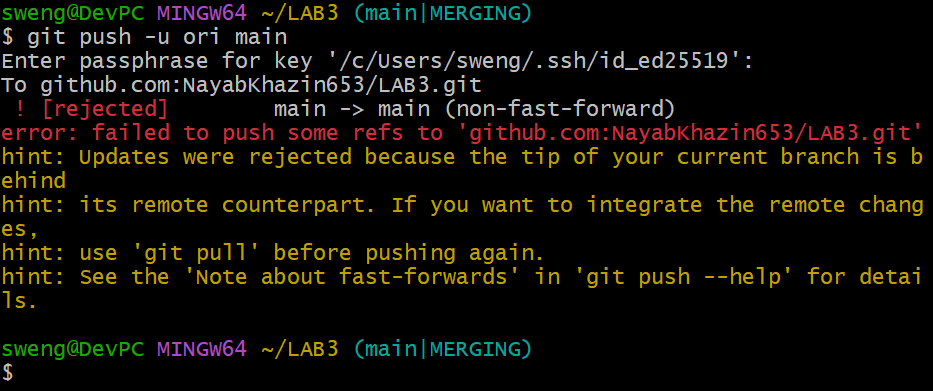 sweng@DevPC MINGW64 ~/LAB3 (main|MERGING)
$ git push -u ori main
Enter passphrase for key '/c/Users/sweng/.ssh/id_ed25519':
To github.com:NayabKhazin653/LAB3.git
 ! [rejected]        main -> main (non-fast-forward)
error: failed to push some refs to 'github.com:NayabKhazin653/LAB3.git'
hint: Updates were rejected because the tip of your current branch is b
ehind
hint: its remote counterpart. If you want to integrate the remote chang
es,
hint: use 'git pull' before pushing again.
hint: See the 'Note about fast-forwards' in 'git push --help' for detai
ls.
sweng@DevPC MINGW64 ~/LAB3 (main|MERGING)
$